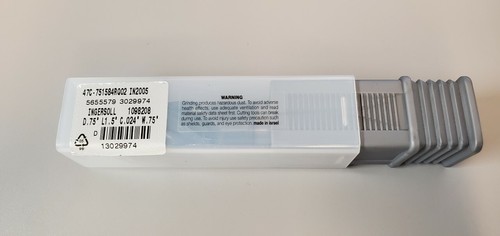 47C-7515B4RQ02 IN2005
5655579 3029974
INGERSOLL 1098208
D.75" L1.5" C.024" W.75"
D
13029974
WARNING
Grinding produces hazardous dust. To avoid adverse
health effects, use adequate ventilation and read
material safety data sheet first. Cutting tools can break
during use. To avoid injury use safety precaution such
as shields, guards, and eye protection. made in Israel